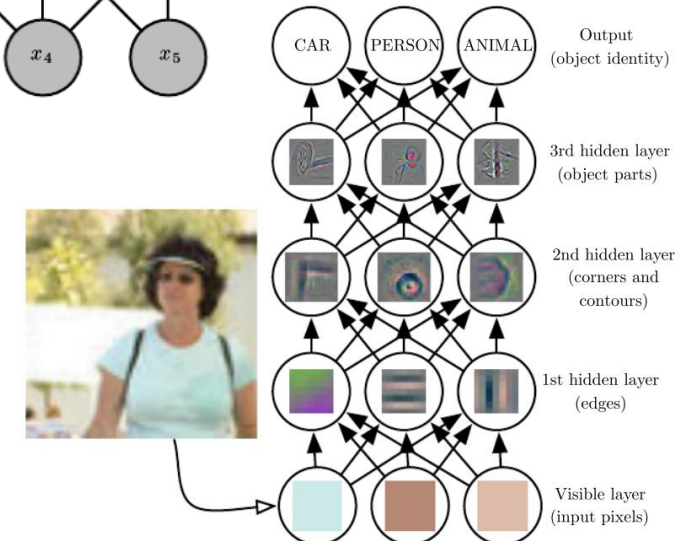 x₄
x₅
CAR
PERSON
ANIMAL
Output
(object identity)
3rd hidden layer
(object parts)
2nd hidden layer
(corners and
contours)
1st hidden layer
(edges)
Visible layer
(input pixels)